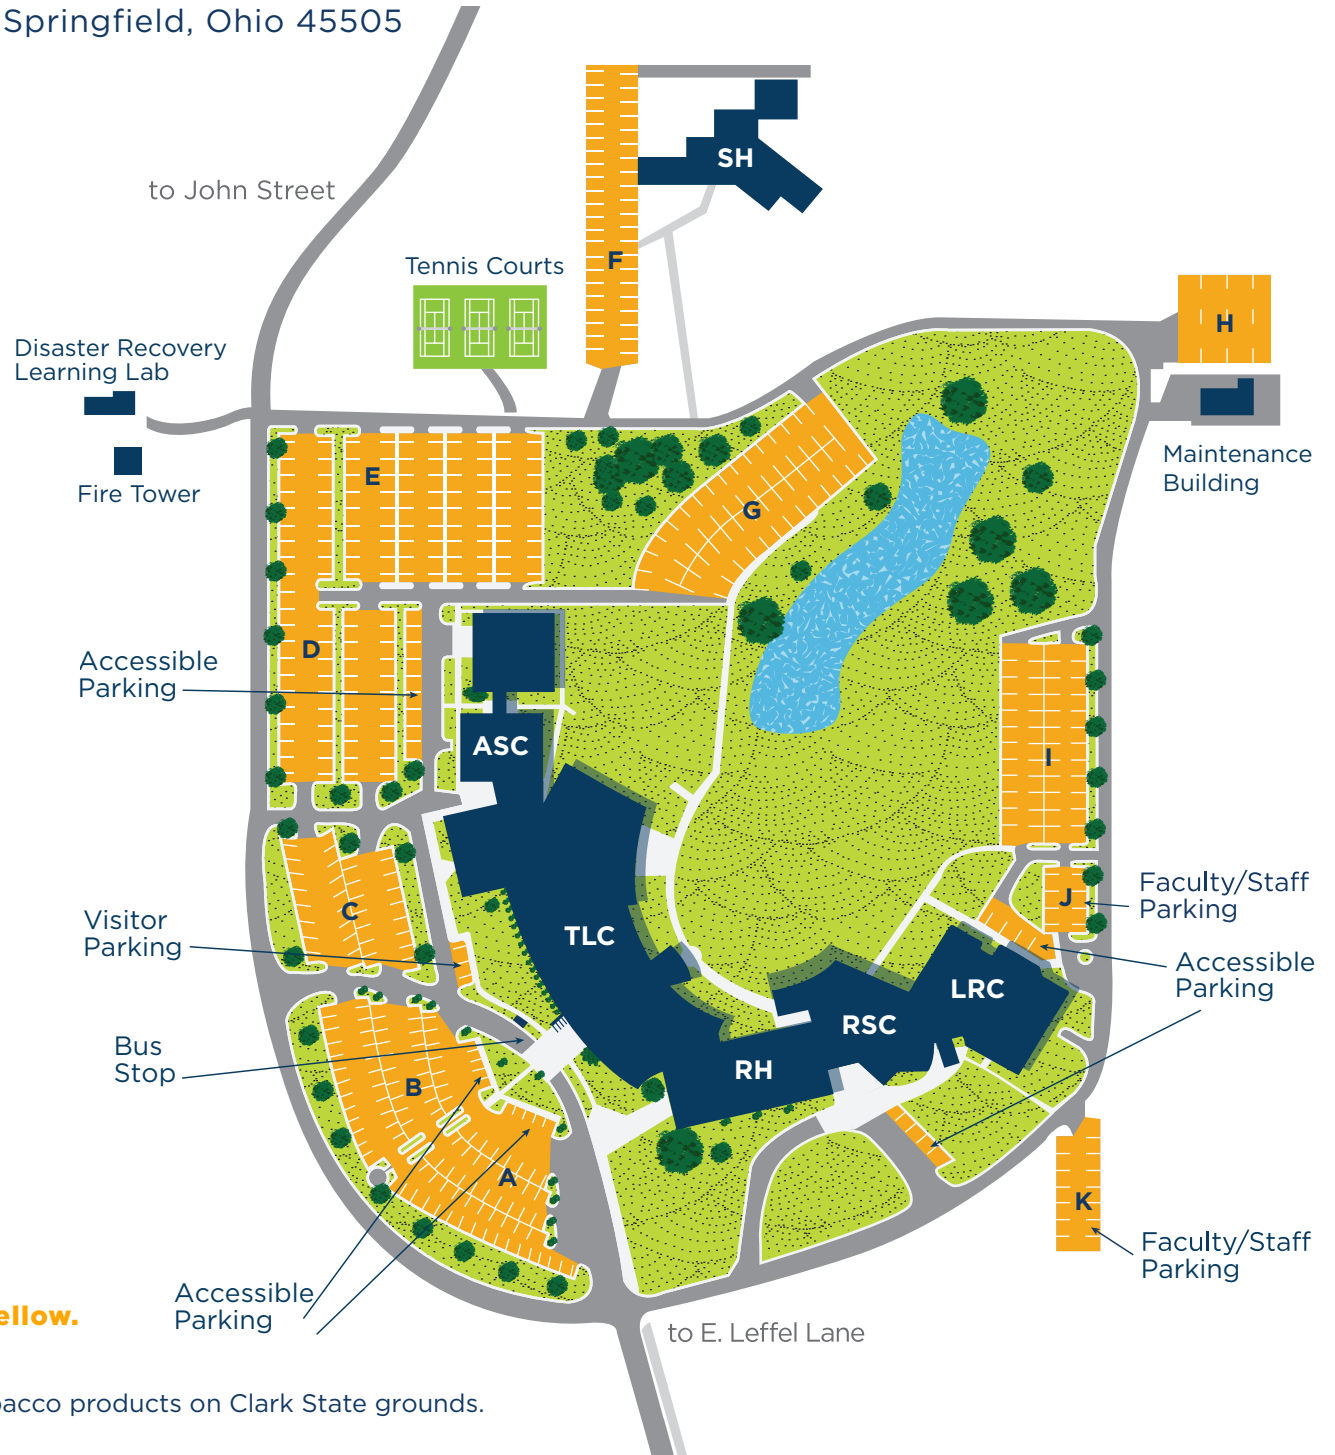 Springfield, Ohio 45505
SH
to John Street
F
Tennis Courts
H
Disaster Recovery
Learning Lab
Maintenance
Building
E
Fire Tower
G
D
Accessible
Parking
ASC
I
Faculty/Staff
Parking
J
C
Visitor
Parking
TLC
Accessible
Parking
LRC
RSC
Bus
Stop
RH
B
A
K
Faculty/Staff
Parking
Accessible
Parking
ellow.
to E. Leffel Lane
acco products on Clark State grounds.